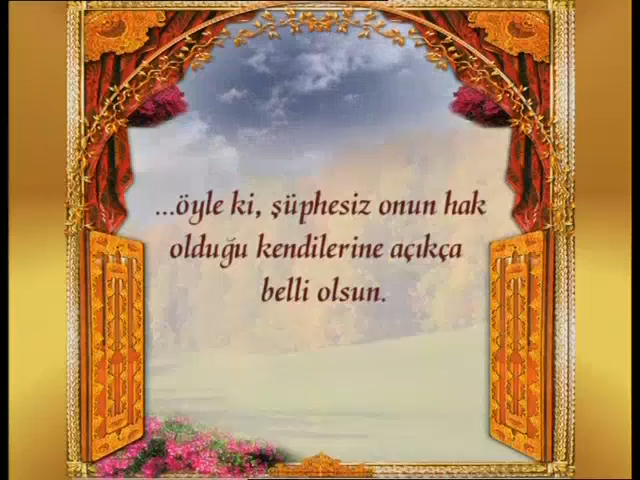 ...öyle ki, şüphesiz onun hak
olduğu kendilerine açıkça
belli olsun.